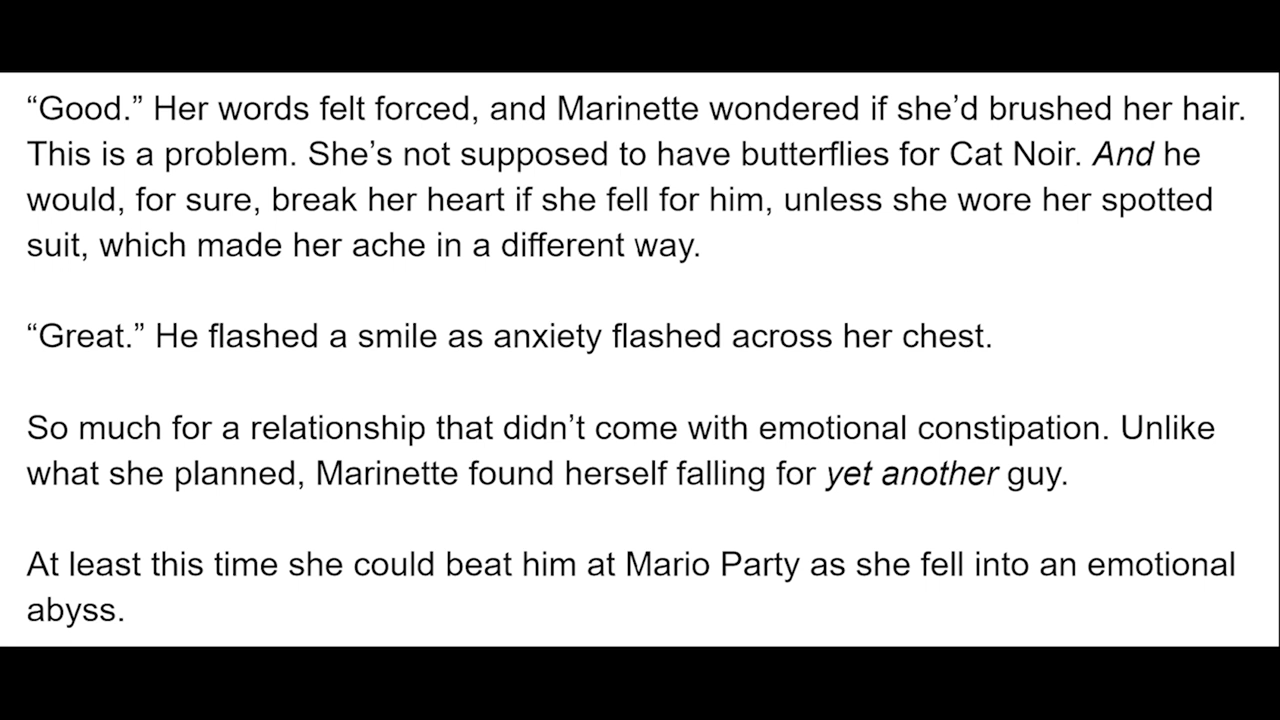 “Good.” Her words felt forced, and Marinette wondered if she’d brushed her hair.
This is a problem. She’s not supposed to have butterflies for Cat Noir. And he
would, for sure, break her heart if she fell for him, unless she wore her spotted
suit, which made her ache in a different way.
“Great.” He flashed a smile as anxiety flashed across her chest.
So much for a relationship that didn’t come with emotional constipation. Unlike
what she planned, Marinette found herself falling for yet another guy.
At least this time she could beat him at Mario Party as she fell into an emotional
abyss.